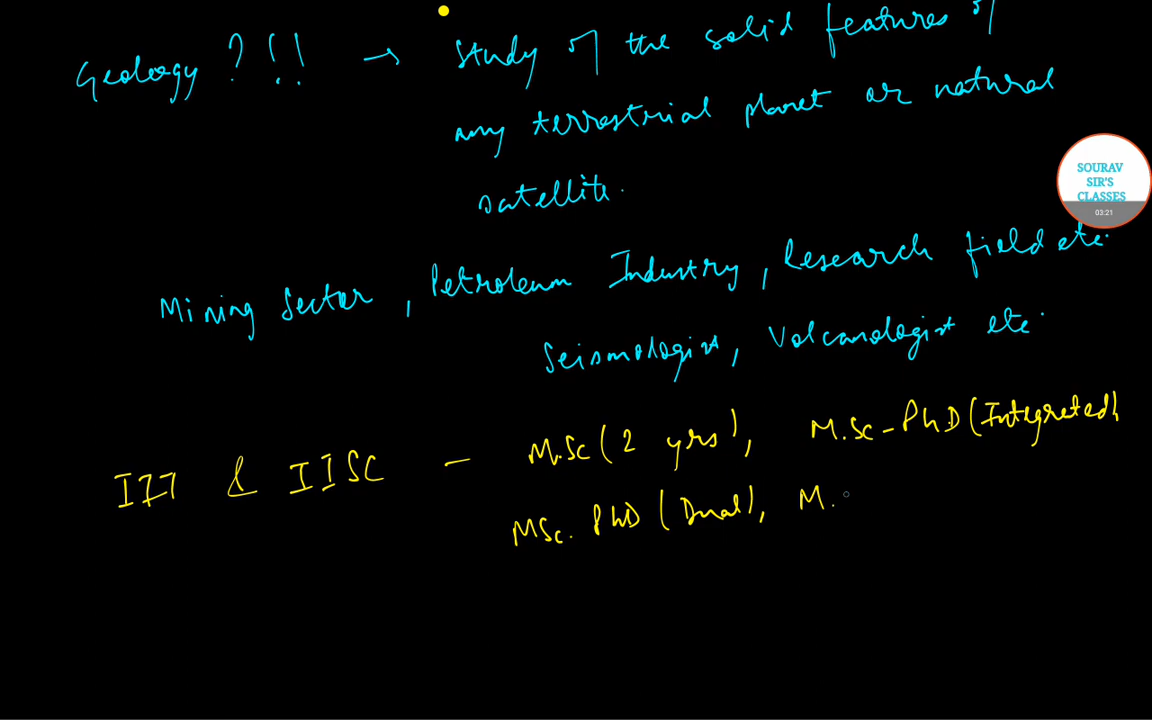 Geology ? !! → Study of the solid features of
any terrestrial planet or natural
satellite.
SOURAV
SIR'S
CLASSES
03:21
Mining Sector, Petroleum Industry, Research field etc.
Seismologist, Volcanologist etc.
IIT & IISC - M.Sc (2 yrs), M.Sc-PhD (Integreted),
MSc. PhD (Dual), M.